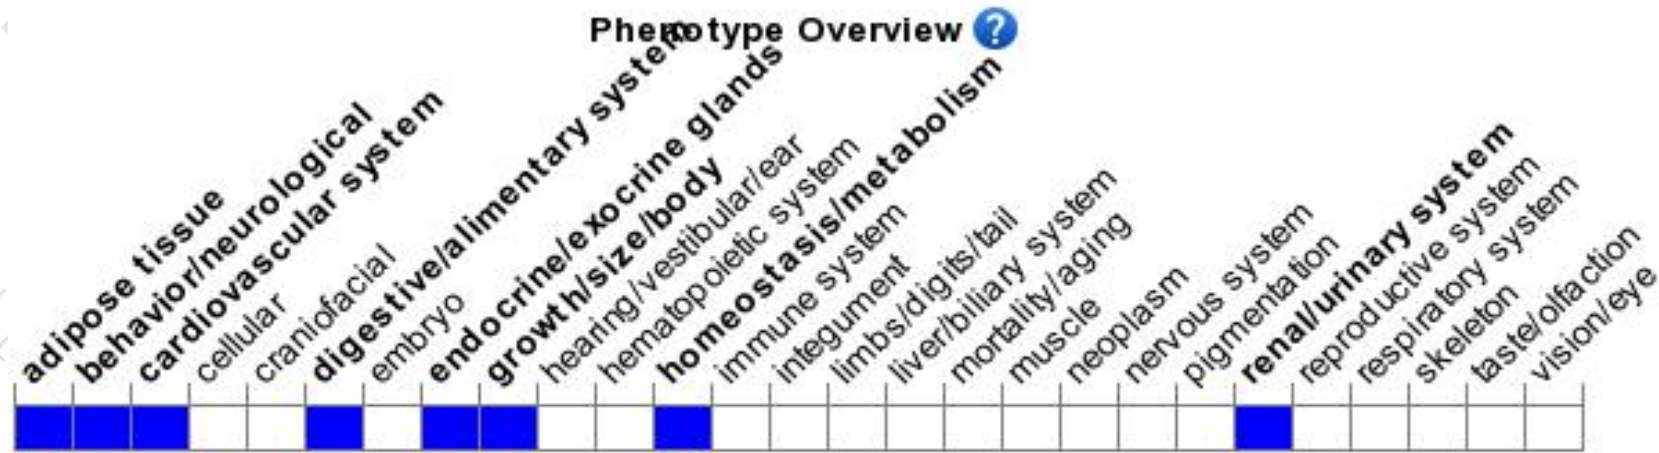 Phenotype Overview ?
adipose tissue
behavior/neurological
cardiovascular system
cellular
craniofacial
digestive/alimentary system
embryo
endocrine/exocrine glands
growth/size/body
hearing/vestibular/ear
hematopoietic system
homeostasis/metabolism
immune system
integument
limbs/digits/tail
liver/biliary system
mortality/aging
muscle
neoplasm
nervous system
pigmentation
renal/urinary system
reproductive system
respiratory system
skeleton
taste/olfaction
vision/eye